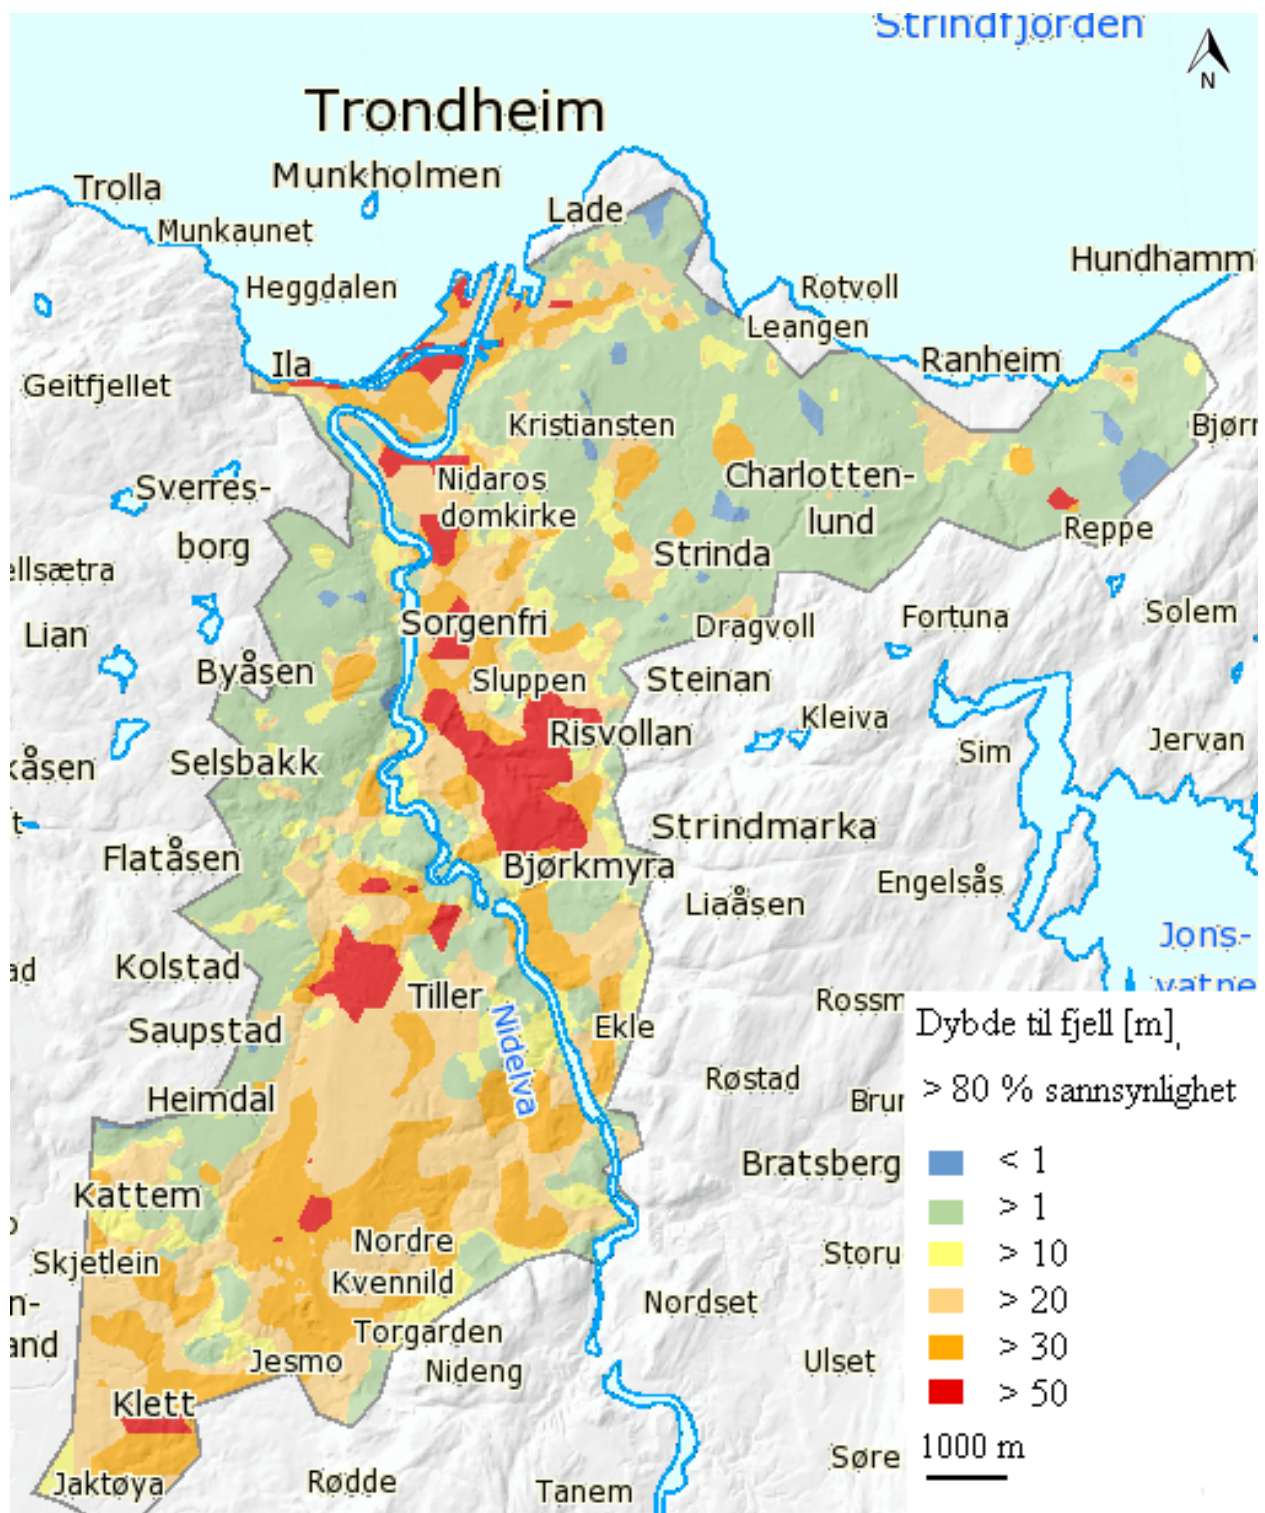 Strindfjorden
N
Trondheim
Munkholmen
Trolla
Lade
Munkaunet
Hundhamm
Heggdalen
Rotvoll
Leangen
Ila
Ranheim
Geitfjellet
Kristiansten
Bjørr
Nidaros
domkirke
Charlotten-
lund
Sverres-
borg
Reppe
Strinda
ellsætra
Sorgenfri
Dragvoll
Fortuna
Solem
Lian
Byåsen
Sluppen
Steinan
Kleiva
Risvollan
Sim
Jervan
kåsen
Selsbakk
t
Strindmarka
Flatåsen
Bjørkmyra
Engelsås
Liaåsen
Jons-
vatne
ad
Kolstad
Tiller
Nidelva
Rossm
Saupstad
Ekle
Dybde til fjell [m]
Røstad
> 80 % sannsynlighet
Heimdal
Brur
Bratsberg
< 1
Kattem
> 1
Nordre
Kvennild
Storu
> 10
Skjetlein
n-
and
Nordset
> 20
Torgarden
> 30
Jesmo
Nideng
Ulset
> 50
Klett
1000 m
Søre
Jaktøya
Rødde
Tanem